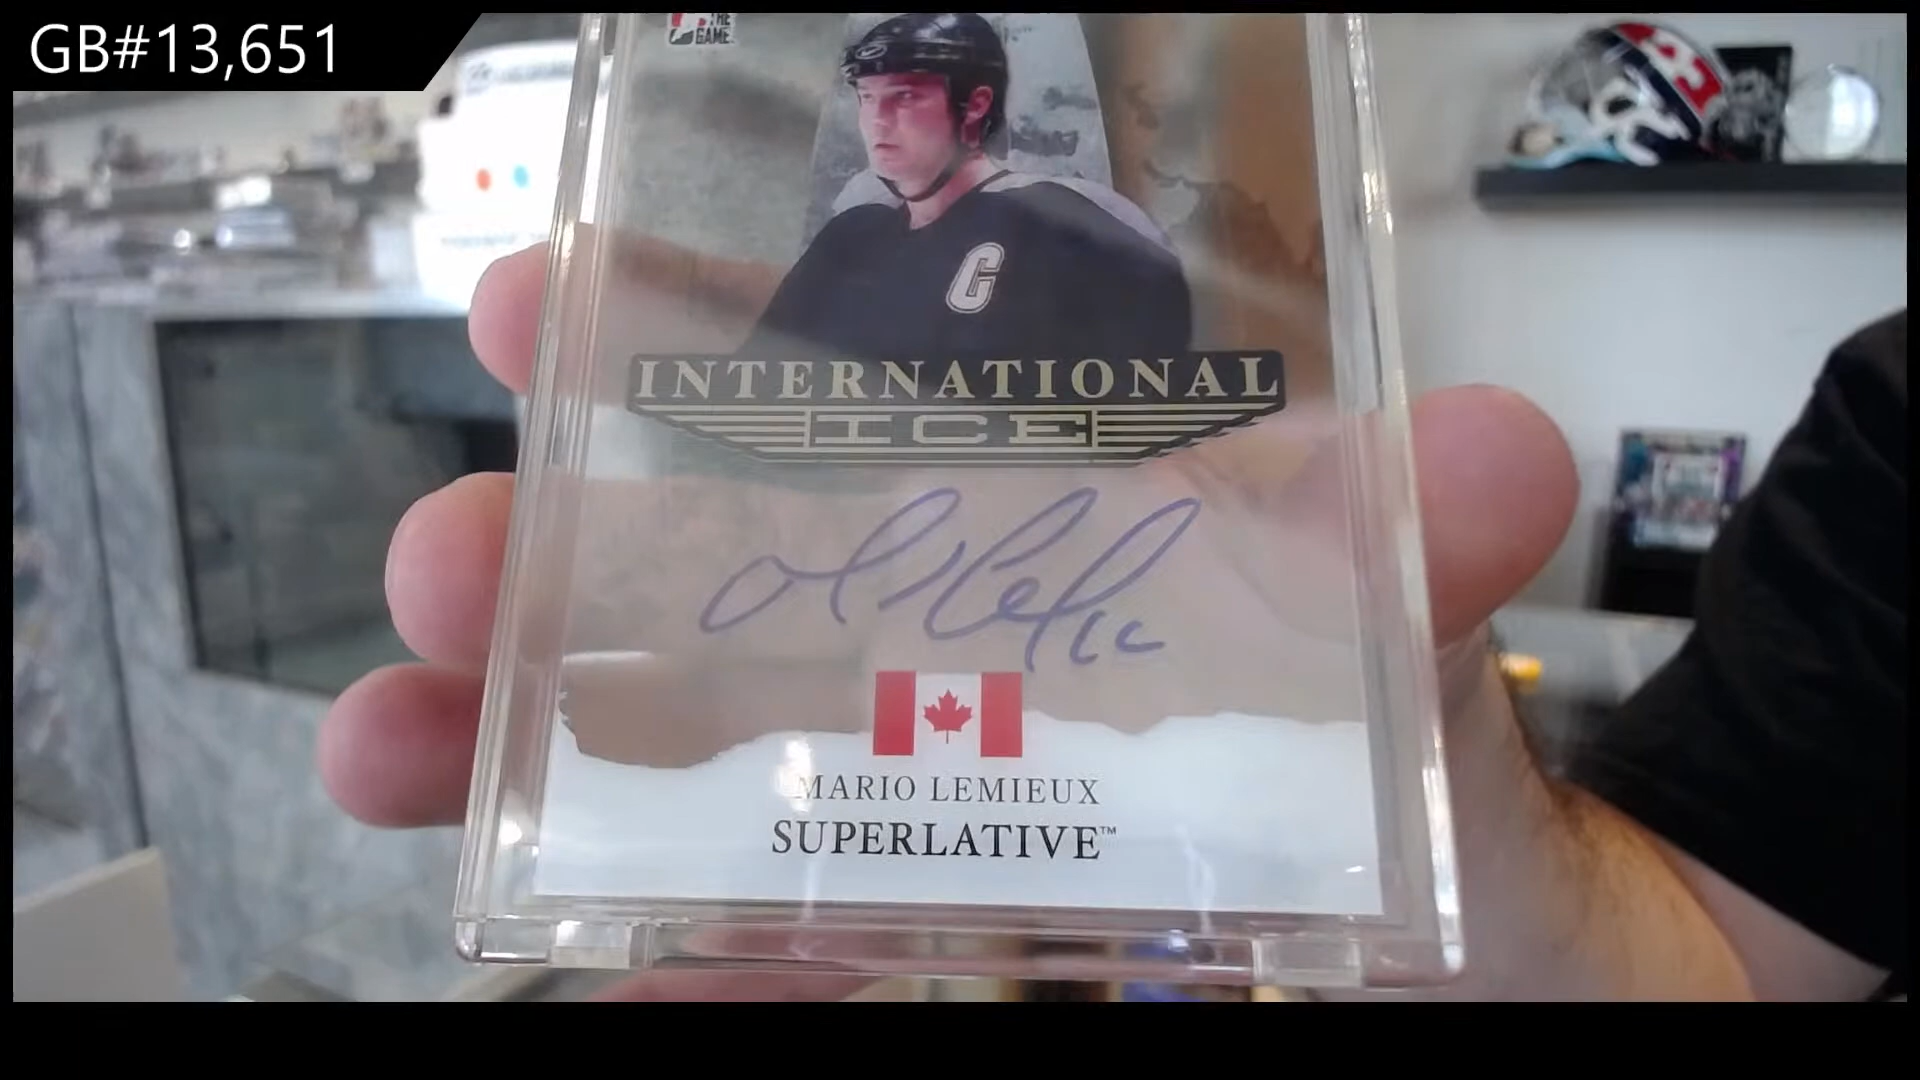 GB#13,651
THE
GAME
C
INTERNATIONAL
ICE
MARIO LEMIEUX
SUPERLATIVE™